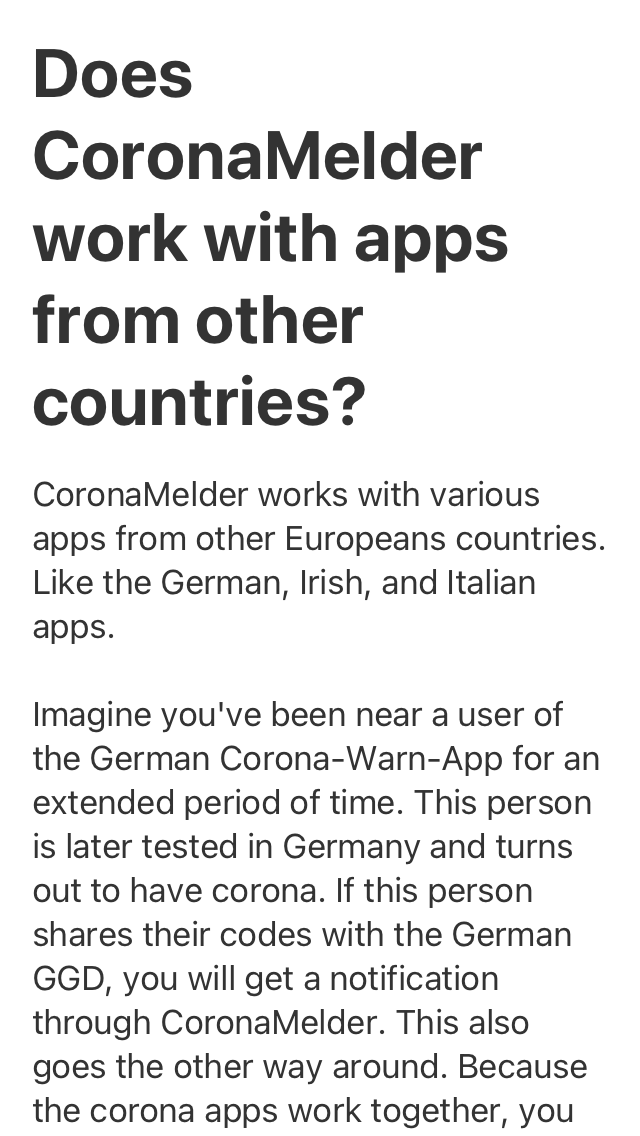 Does
CoronaMelder
work with apps
from other
countries?
CoronaMelder works with various
apps from other Europeans countries.
Like the German, Irish, and Italian
apps.
Imagine you've been near a user of
the German Corona-Warn-App for an
extended period of time. This person
is later tested in Germany and turns
out to have corona. If this person
shares their codes with the German
GGD, you will get a notification
through CoronaMelder. This also
goes the other way around. Because
the corona apps work together, you